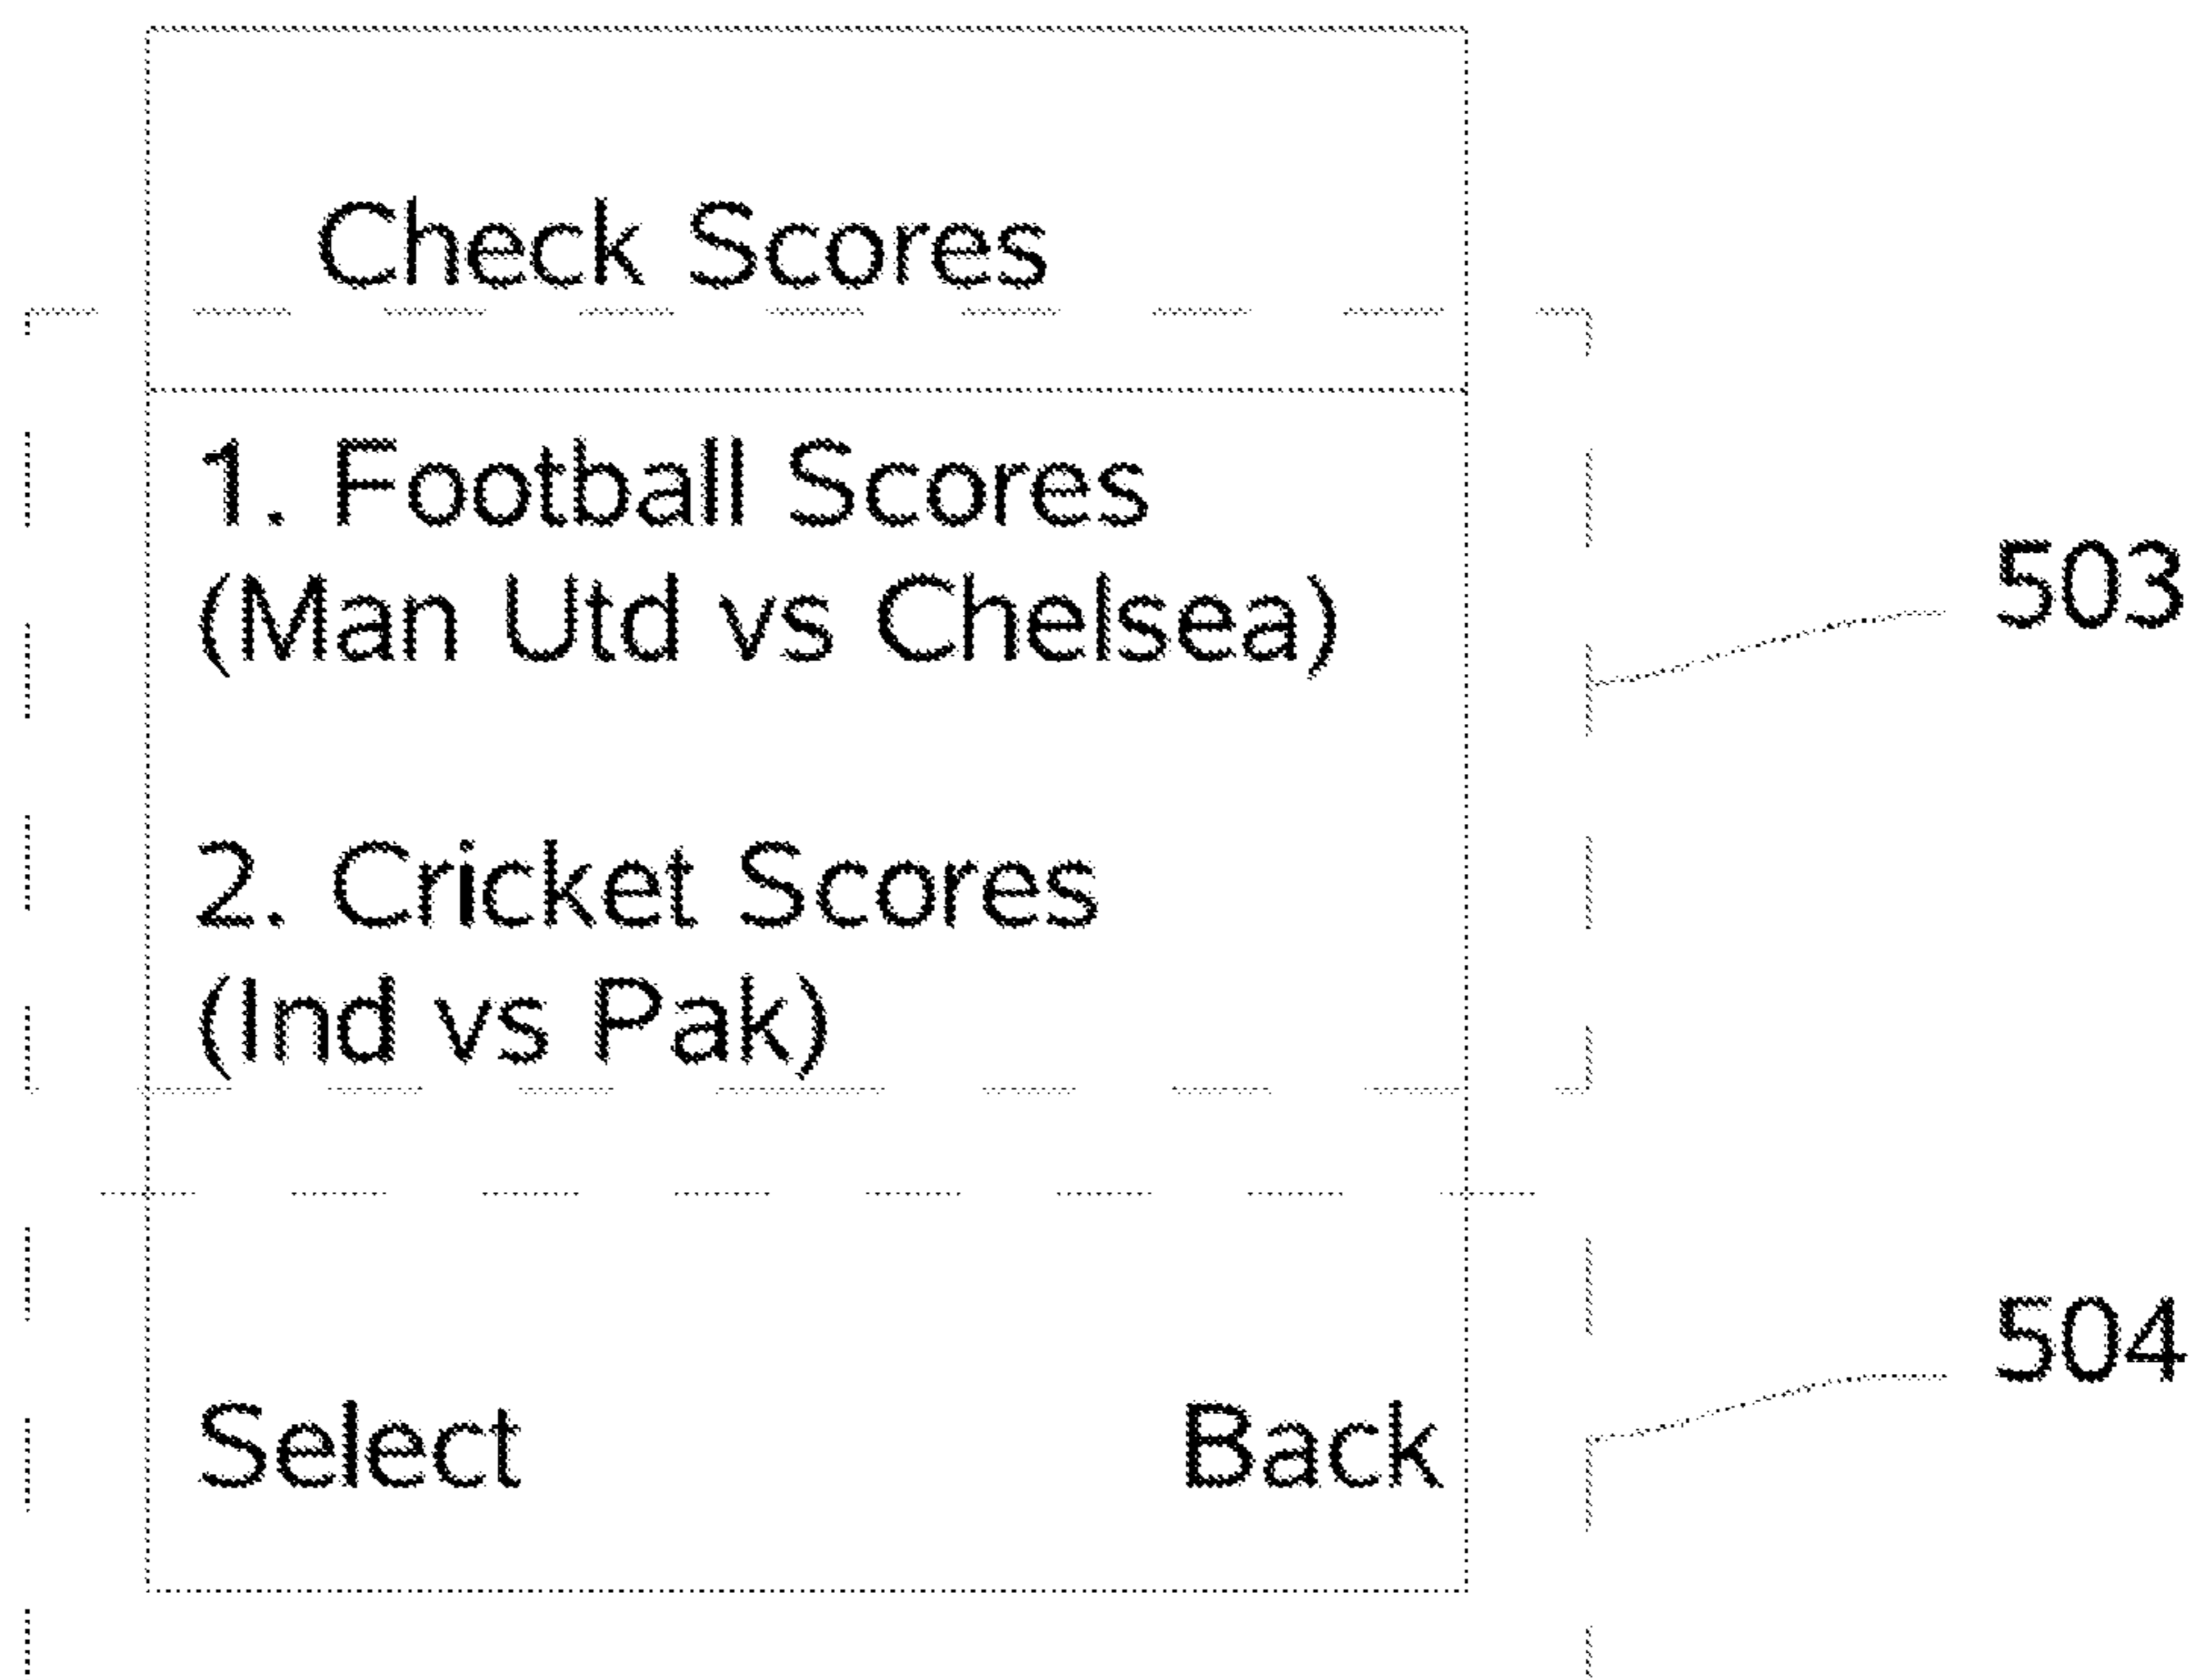 Check Scores
1. Football Scores
(Man Utd vs Chelsea)
503
2. Cricket Scores
(Ind vs Pak)
504
Select Back